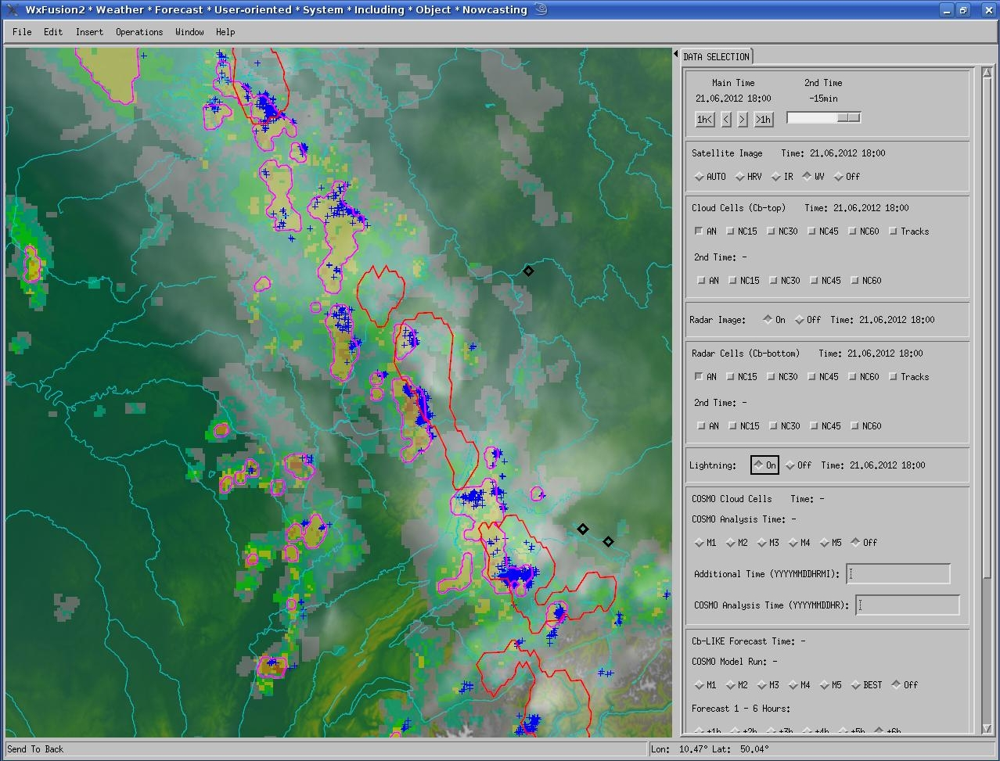 WxFusion2 * Weather * Forecast * User-oriented * System * Including * Object * Nowcasting
File Edit Insert Operations Window Help
DATA SELECTION
Main Time 2nd Time
21.06.2012 18:00 -15min
1h< < > >1h
Satellite Image Time: 21.06.2012 18:00
AUTO HRV IR WV Off
Cloud Cells (Cb-top) Time: 21.06.2012 18:00
AN NC15 NC30 NC45 NC60 Tracks
2nd Time: -
AN NC15 NC30 NC45 NC60
Radar Image: On Off Time: 21.06.2012 18:00
Radar Cells (Cb-bottom) Time: 21.06.2012 18:00
AN NC15 NC30 NC45 NC60 Tracks
2nd Time: -
AN NC15 NC30 NC45 NC60
Lightning: On Off Time: 21.06.2012 18:00
COSMO Cloud Cells Time: -
COSMO Analysis Time: -
M1 M2 M3 M4 M5 Off
Additional Time (YYYYMMDDHRMI):
COSMO Analysis Time (YYYYMMDDHR):
Cb-LIKE Forecast Time: -
COSMO Model Run: -
M1 M2 M3 M4 M5 BEST Off
Forecast 1 - 6 Hours:
+1h +2h +3h +4h +5h +6h
Send To Back
Lon: 10.47° Lat: 50.04°